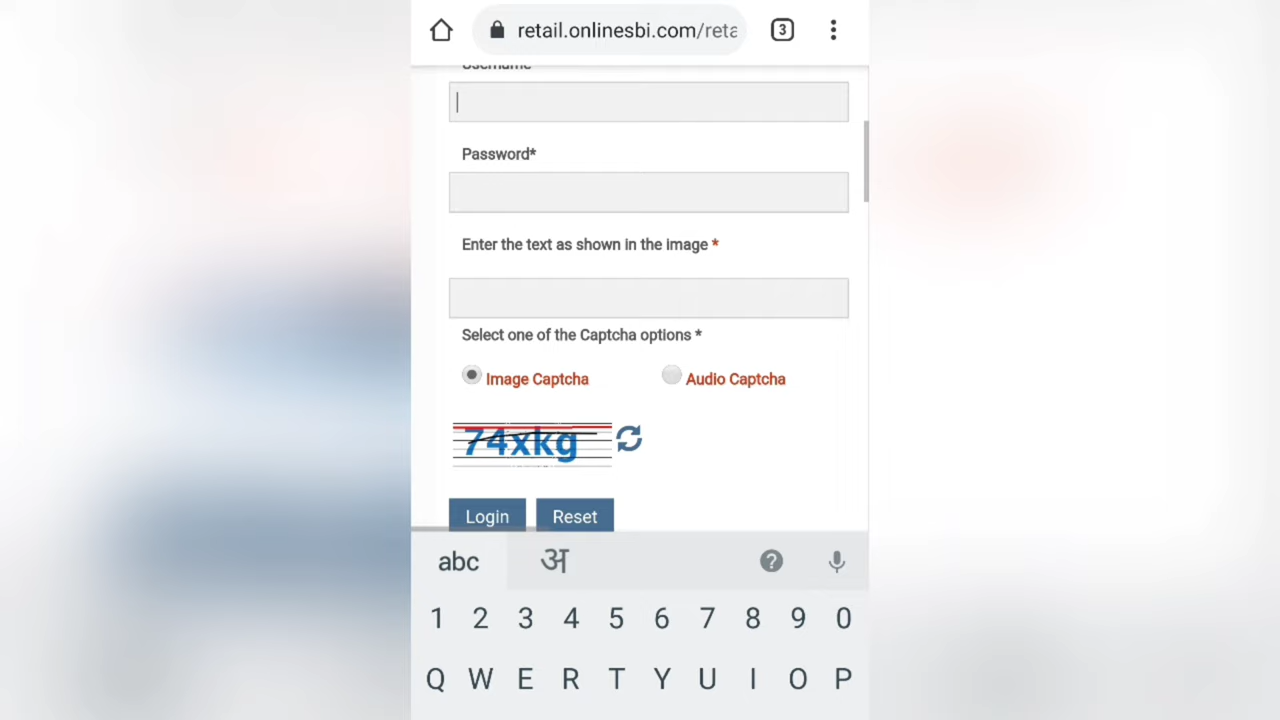 retail.onlinesbi.com/reta
3
Username
Password*
Enter the text as shown in the image *
Select one of the Captcha options *
Image Captcha Audio Captcha
74xkg
Login Reset
abc अ ?
1 2 3 4 5 6 7 8 9 0
Q W E R T Y U I O P